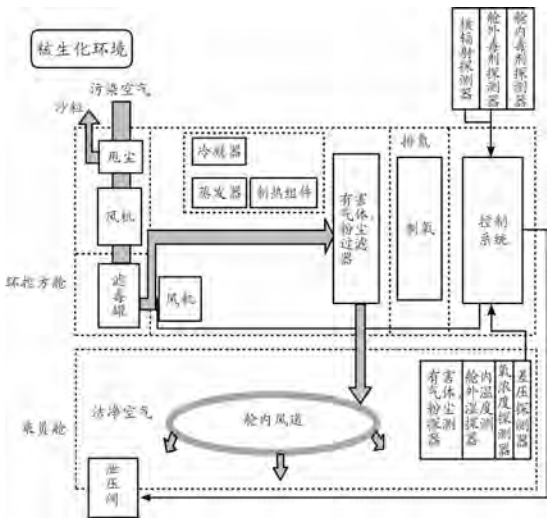 核生化环境
污染空气
沙粒
甩尘
风机
滤毒罐
环控方舱
冷凝器
蒸发器
制热组件
风机
有害气体,粉尘过滤器
排氮
制氧
核辐射探测器
舱外毒剂探测器
舱内毒剂探测器
控制系统
乘员舱
洁净空气
舱内风道
有害气体粉尘探测器
舱内外温湿度探测器
氧浓度探测器
差压探测器
泄压阀